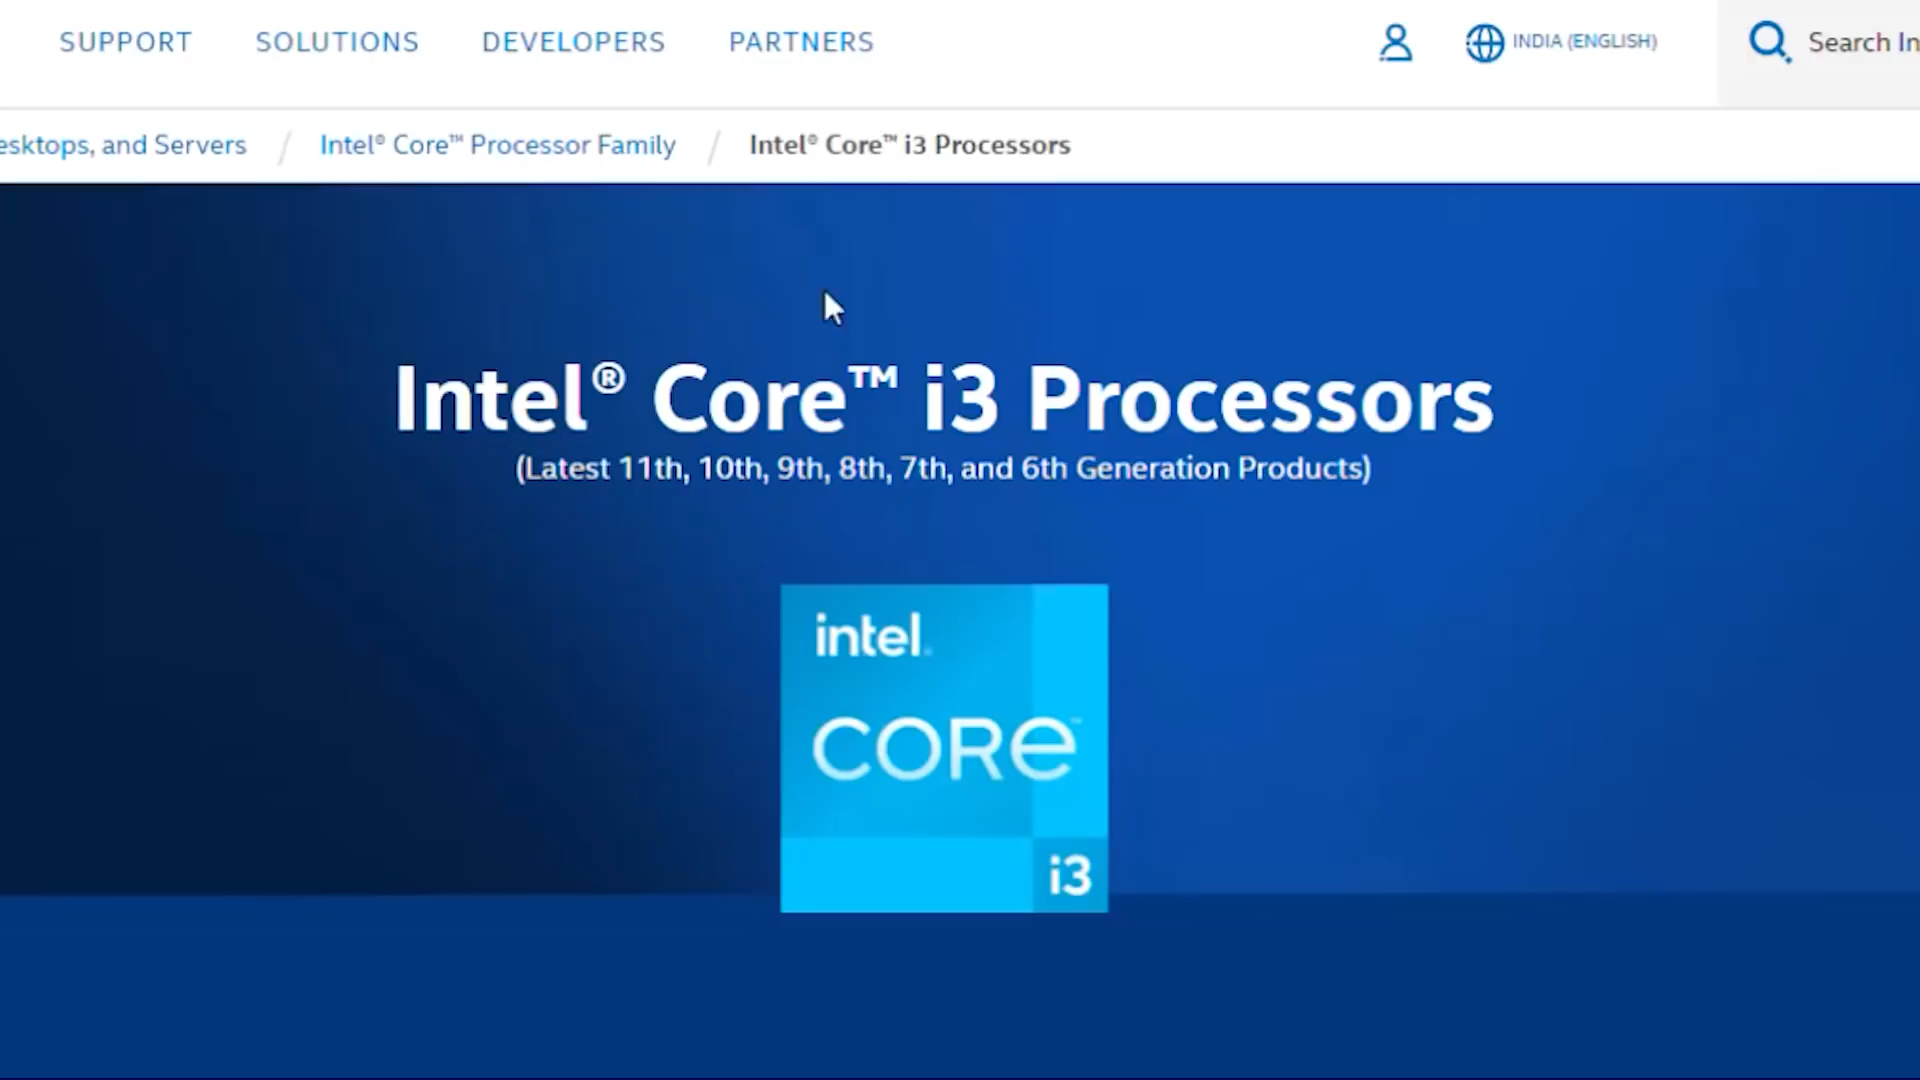 SUPPORT SOLUTIONS DEVELOPERS PARTNERS INDIA (ENGLISH) Search In
esktops, and Servers / Intel® Core™ Processor Family / Intel® Core™ i3 Processors
Intel® Core™ i3 Processors
(Latest 11th, 10th, 9th, 8th, 7th, and 6th Generation Products)
intel.
CORe™
i3